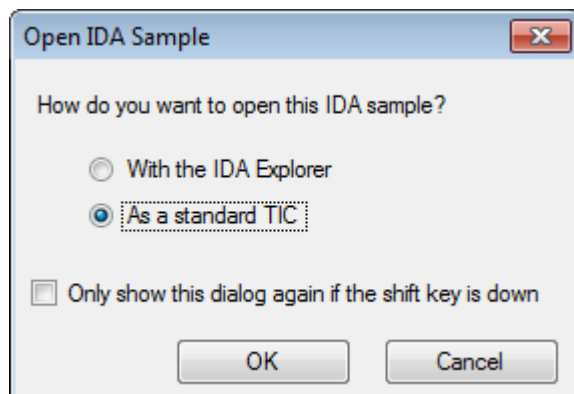 Open IDA Sample
How do you want to open this IDA sample?
With the IDA Explorer
As a standard TIC
Only show this dialog again if the shift key is down
OK Cancel